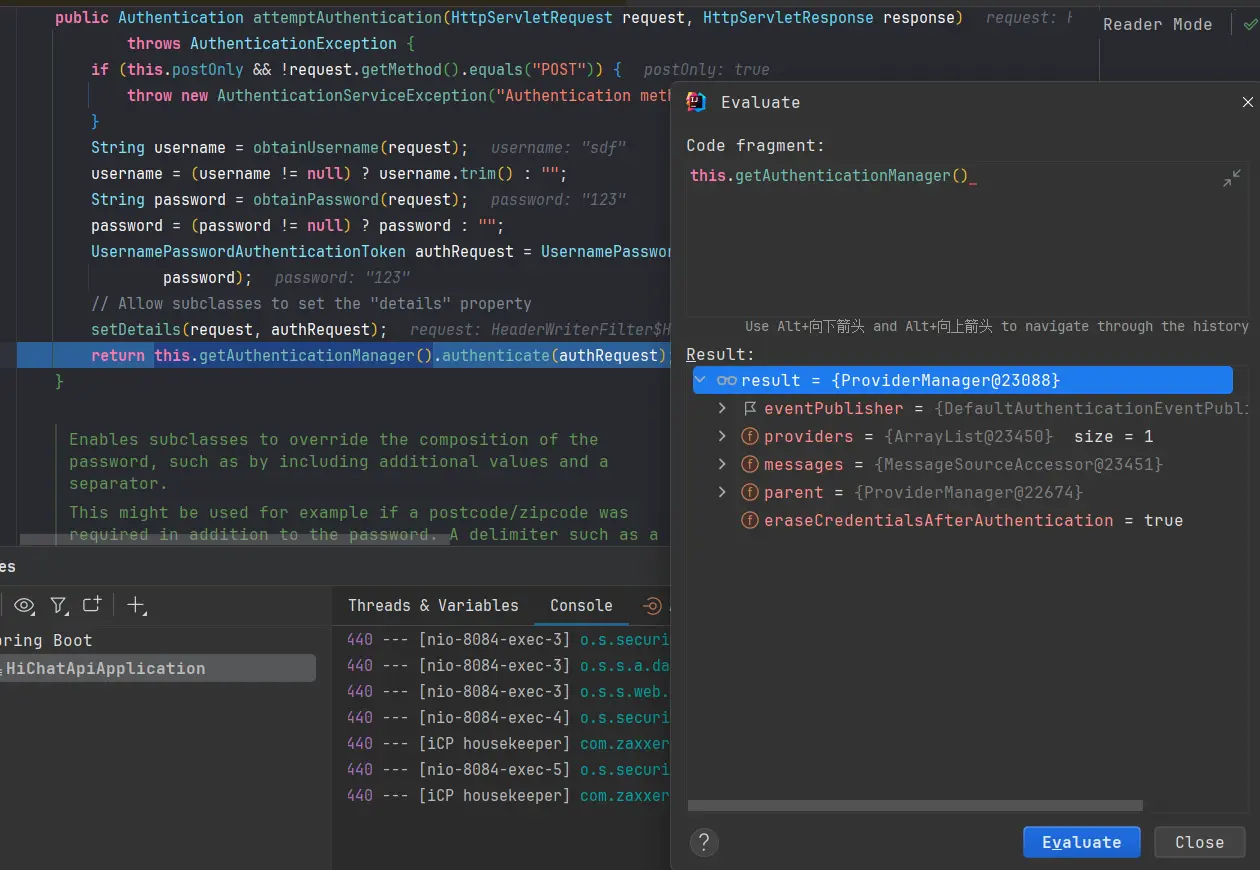 public Authentication attemptAuthentication(HttpServletRequest request, HttpServletResponse response) request:
Reader Mode
throws AuthenticationException {
if (this.postOnly && !request.getMethod().equals("POST")) { postOnly: true
throw new AuthenticationServiceException("Authentication
}
String username = obtainUsername(request); username: "sdf"
username = (username != null) ? username.trim() : "";
String password = obtainPassword(request); password: "123"
password = (password != null) ? password : "";
UsernamePasswordAuthenticationToken authRequest =
password); password: "123"
// Allow subclasses to set the "details" property
setDetails(request, authRequest); request: HeaderWriterFilter$H
return this.getAuthenticationManager().authenticate(authRequest)
}
Enables subclasses to override the composition of the
password, such as by including additional values and a
separator.
This might be used for example if a postcode/zipcode was
required in addition to the password. A delimiter such as a
Evaluate
Code fragment:
this.getAuthenticationManager()
Use Alt+向下箭头 and Alt+向上箭头 to navigate through the history
Result:
result = {ProviderManager@23088}
eventPublisher = {DefaultAuthenticationEventPubli
providers = {ArrayList@23450} size = 1
messages = {MessageSourceAccessor@23451}
parent = {ProviderManager@22674}
eraseCredentialsAfterAuthentication = true
?
Evaluate
Close
es
Threads & Variables
Console
ring Boot
HiChatApiApplication
440 --- [nio-8084-exec-3] o.s.securi
440 --- [nio-8084-exec-3] o.s.s.a.da
440 --- [nio-8084-exec-3] o.s.s.web.
440 --- [nio-8084-exec-4] o.s.securi
440 --- [iCP housekeeper] com.zaxxer
440 --- [nio-8084-exec-5] o.s.securi
440 --- [iCP housekeeper] com.zaxxer